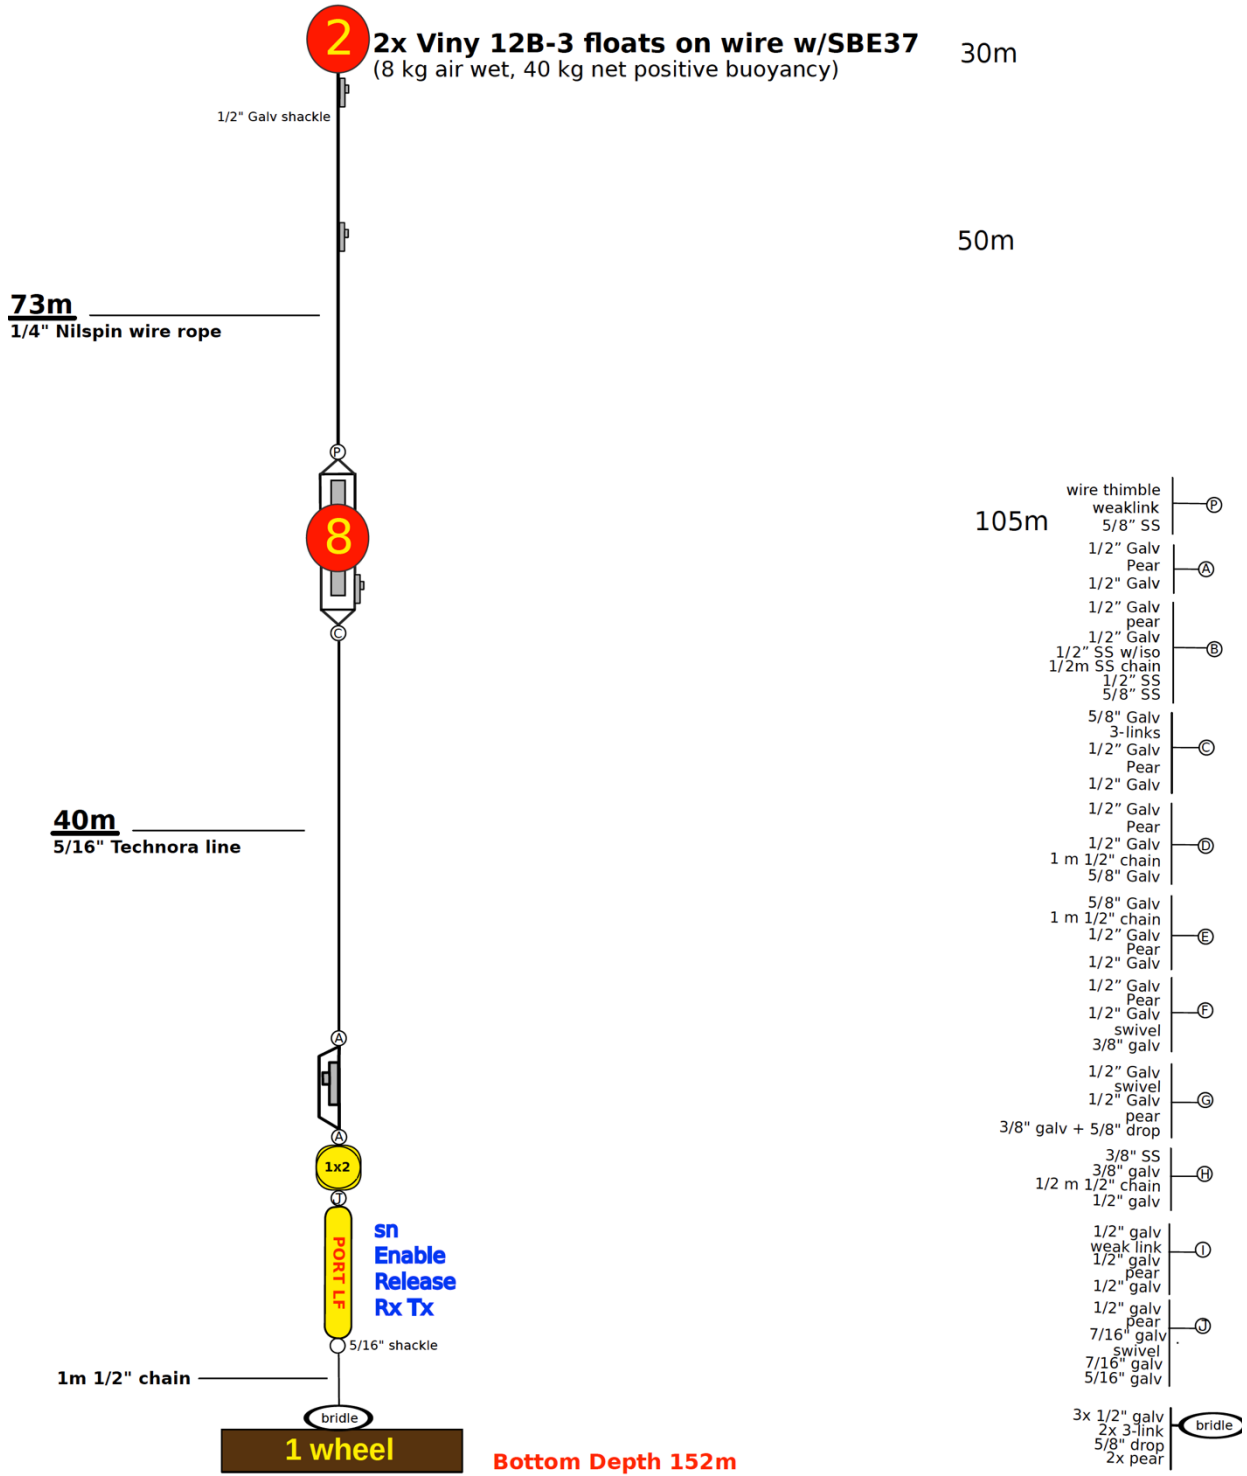 2
2x Viny 12B-3 floats on wire w/SBE37
(8 kg air wet, 40 kg net positive buoyancy)
30m
1/2" Galv shackle
50m
73m
1/4" Nilspin wire rope
P
8
C
105m
wire thimble
weaklink
5/8” SS
P
1/2” Galv
Pear
1/2" Galv
A
1/2” Galv
pear
1/2” Galv
1/2” SS w/iso
1/2m SS chain
1/2” SS
5/8” SS
B
5/8" Galv
3-links
1/2” Galv
Pear
1/2" Galv
C
40m
5/16" Technora line
1/2” Galv
Pear
1/2" Galv
1 m 1/2" chain
5/8" Galv
D
5/8" Galv
1 m 1/2" chain
1/2” Galv
Pear
1/2" Galv
E
1/2” Galv
Pear
1/2" Galv
swivel
3/8" galv
F
1/2” Galv
swivel
1/2" Galv
pear
3/8" galv + 5/8" drop
G
3/8" SS
3/8" galv
1/2 m 1/2" chain
1/2" galv
H
1/2" galv
weak link
1/2" galv
pear
1/2" galv
I
1/2" galv
pear
7/16" galv
swivel
7/16" galv
5/16" galv
J
A
A
1x2
J
PORT LF
sn
Enable
Release
Rx Tx
5/16" shackle
1m 1/2" chain
bridle
1 wheel
Bottom Depth 152m
3x 1/2" galv
2x 3-link
5/8" drop
2x pear
bridle